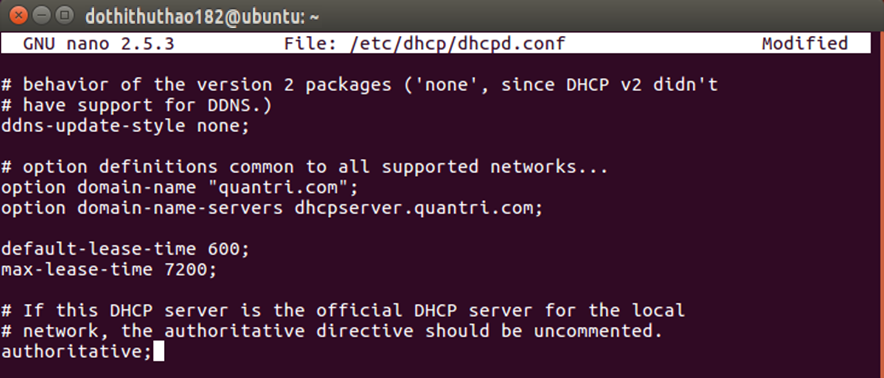 dothithuthao182@ubuntu: ~
GNU nano 2.5.3 File: /etc/dhcp/dhcpd.conf Modified
# behavior of the version 2 packages ('none', since DHCP v2 didn't
# have support for DDNS.)
ddns-update-style none;
# option definitions common to all supported networks...
option domain-name "quantri.com";
option domain-name-servers dhcpserver.quantri.com;
default-lease-time 600;
max-lease-time 7200;
# If this DHCP server is the official DHCP server for the local
# network, the authoritative directive should be uncommented.
authoritative;